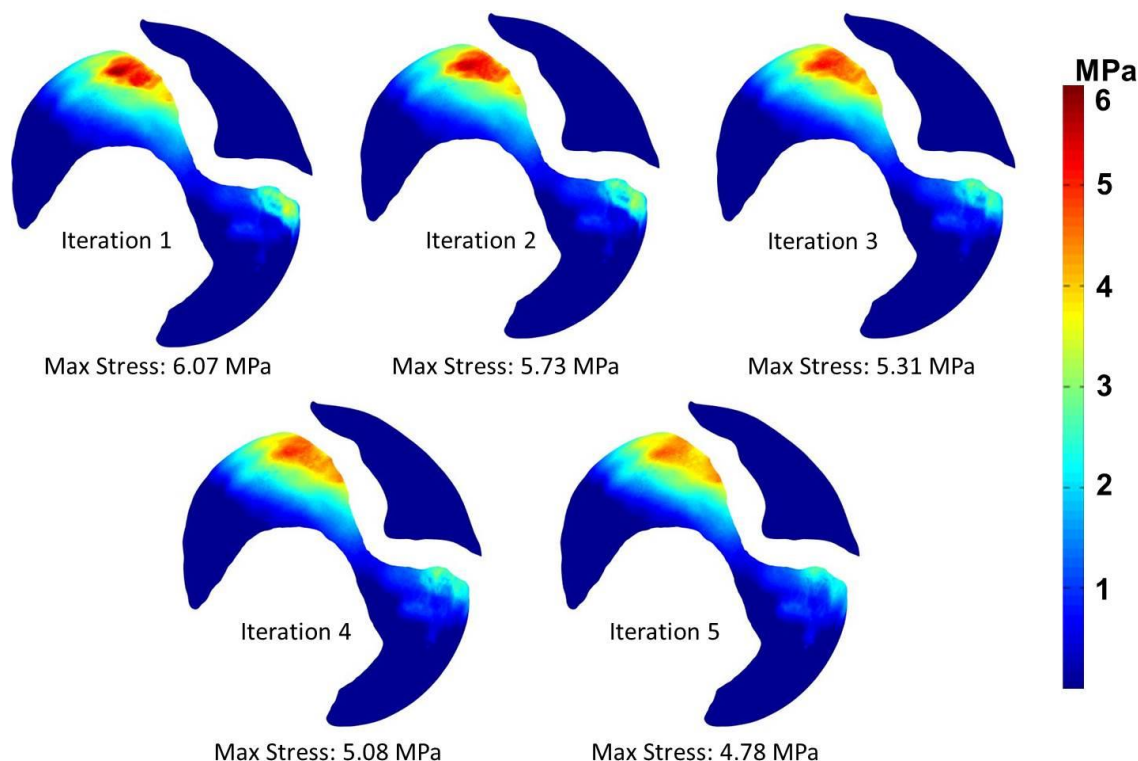 Iteration 1
Iteration 2
Iteration 3
Max Stress: 6.07 MPa
Max Stress: 5.73 MPa
Max Stress: 5.31 MPa
Iteration 4
Iteration 5
Max Stress: 5.08 MPa
Max Stress: 4.78 MPa
MPa
6
5
4
3
2
1